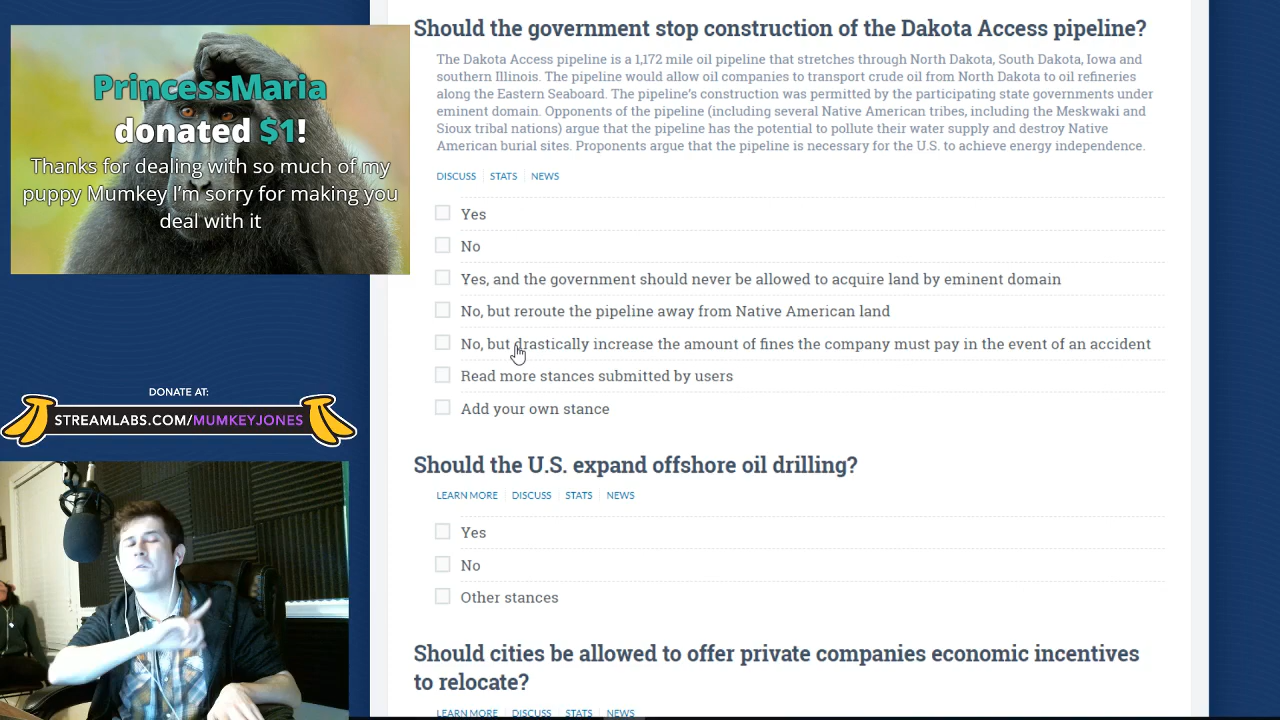 PrincessMaria
donated $1!
Thanks for dealing with so much of my
puppy Mumkey I'm sorry for making you
deal with it
DONATE AT:
STREAMLABS.COM/MUMKEYJONES
Should the government stop construction of the Dakota Access pipeline?
The Dakota Access pipeline is a 1,172 mile oil pipeline that stretches through North Dakota, South Dakota, Iowa and
southern Illinois. The pipeline would allow oil companies to transport crude oil from North Dakota to oil refineries
along the Eastern Seaboard. The pipeline's construction was permitted by the participating state governments under
eminent domain. Opponents of the pipeline (including several Native American tribes, including the Meskwaki and
Sioux tribal nations) argue that the pipeline has the potential to pollute their water supply and destroy Native
American burial sites. Proponents argue that the pipeline is necessary for the U.S. to achieve energy independence.
DISCUSS STATS NEWS
Yes
No
Yes, and the government should never be allowed to acquire land by eminent domain
No, but reroute the pipeline away from Native American land
No, but drastically increase the amount of fines the company must pay in the event of an accident
Read more stances submitted by users
Add your own stance
Should the U.S. expand offshore oil drilling?
LEARN MORE DISCUSS STATS NEWS
Yes
No
Other stances
Should cities be allowed to offer private companies economic incentives
to relocate?
LEARN MORE DISCUSS STATS NEWS